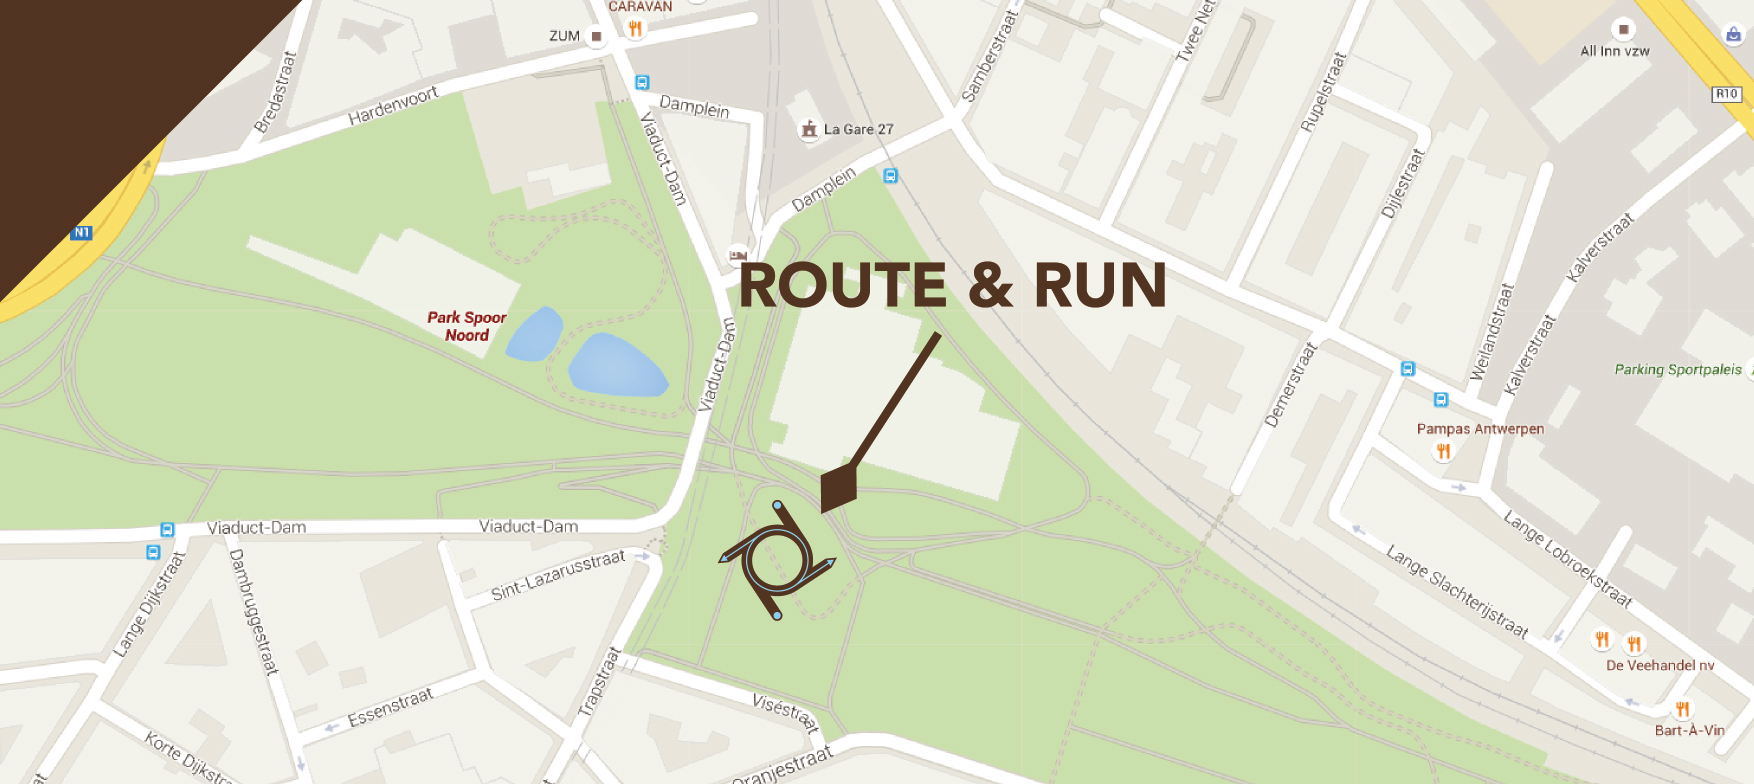 CARAVAN
ZUM
All Inn vzw
R10
Bredastraat
Hardenvoort
Damplein
Viaduct-Dam
La Gare 27
Samberstraat
Rupelstraat
Damplein
Dijlestraat
N1
Kalverstraat
ROUTE & RUN
Park Spoor
Noord
Viaduct-Dam
Weilandstraat
Kalverstraat
Demerstraat
Parking Sportpaleis
Pampas Antwerpen
Viaduct-Dam
Viaduct-Dam
Lange Lobroekstraat
Sint-Lazarusstraat
Lange Dijkstraat
Dambruggestraat
Lange Slachterijstraat
De Veehandel nv
Trapstraat
Essenstraat
Viséstraat
Bart-À-Vin
Oranjestraat